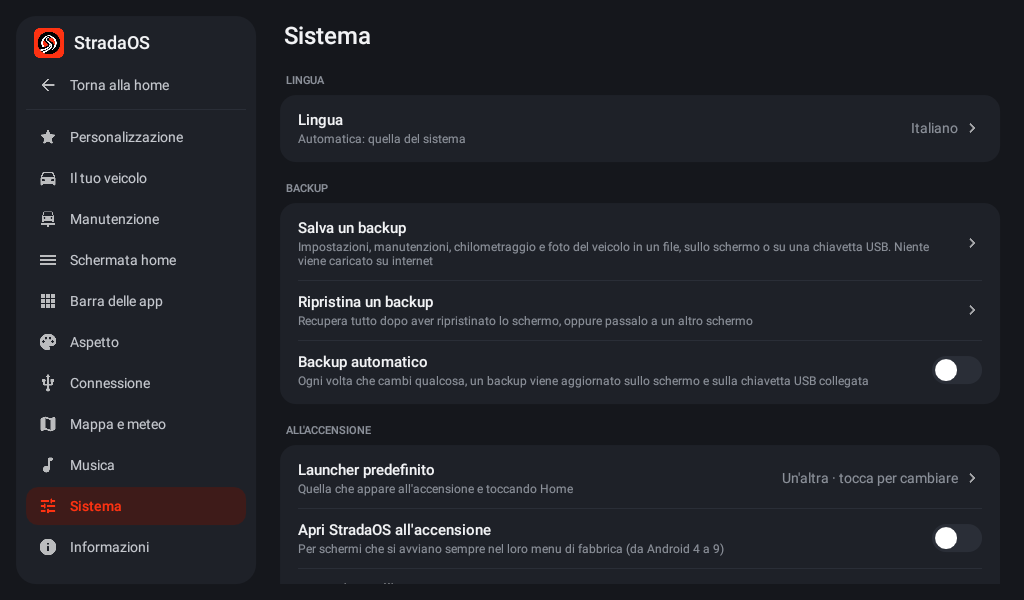 StradaOS
Torna alla home
Personalizzazione
Il tuo veicolo
Manutenzione
Schermata home
Barra delle app
Aspetto
Connessione
Mappa e meteo
Musica
Sistema
Informazioni
Sistema
LINGUA
Lingua
Automatica: quella del sistema
Italiano
BACKUP
Salva un backup
Impostazioni, manutenzioni, chilometraggio e foto del veicolo in un file, sullo schermo o su una chiavetta USB. Niente
viene caricato su internet
Ripristina un backup
Recupera tutto dopo aver ripristinato lo schermo, oppure passalo a un altro schermo
Backup automatico
Ogni volta che cambi qualcosa, un backup viene aggiornato sullo schermo e sulla chiavetta USB collegata
ALL'ACCENSIONE
Launcher predefinito
Quella che appare all'accensione e toccando Home
Un'altra · tocca per cambiare
Apri StradaOS all'accensione
Per schermi che si avviano sempre nel loro menu di fabbrica (da Android 4 a 9)